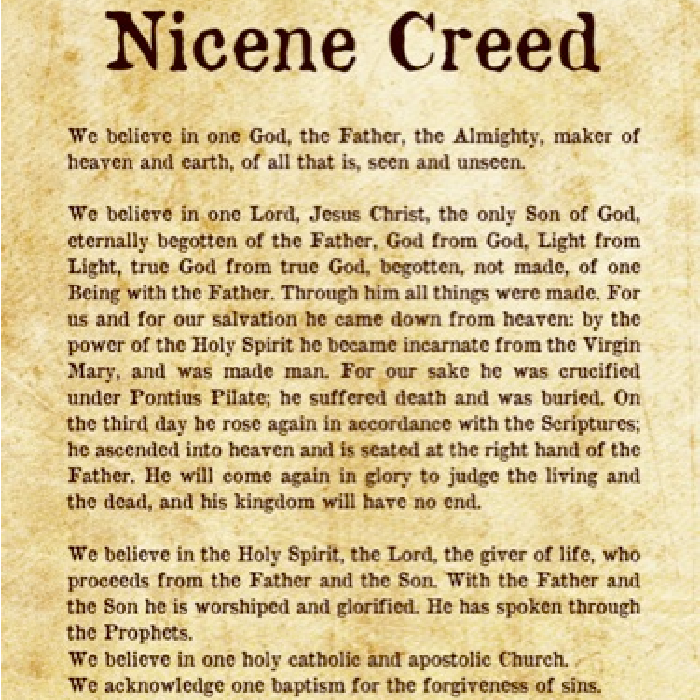 Nicene Creed
We believe in one God, the Father, the Almighty, maker of
heaven and earth, of all that is, seen and unseen.
We believe in one Lord, Jesus Christ, the only Son of God,
eternally begotten of the Father, God from God, Light from
Light, true God from true God, begotten, not made, of one
Being with the Father. Through him all things were made. For
us and for our salvation he came down from heaven: by the
power of the Holy Spirit he became incarnate from the Virgin
Mary, and was made man. For our sake he was crucified
under Pontius Pilate; he suffered death and was buried. On
the third day he rose again in accordance with the Scriptures;
he ascended into heaven and is seated at the right hand of the
Father. He will come again in glory to judge the living and
the dead, and his kingdom will have no end.
We believe in the Holy Spirit, the Lord, the giver of life, who
proceeds from the Father and the Son. With the Father and
the Son he is worshiped and glorified. He has spoken through
the Prophets.
We believe in one holy catholic and apostolic Church.
We acknowledge one baptism for the forgiveness of sins.